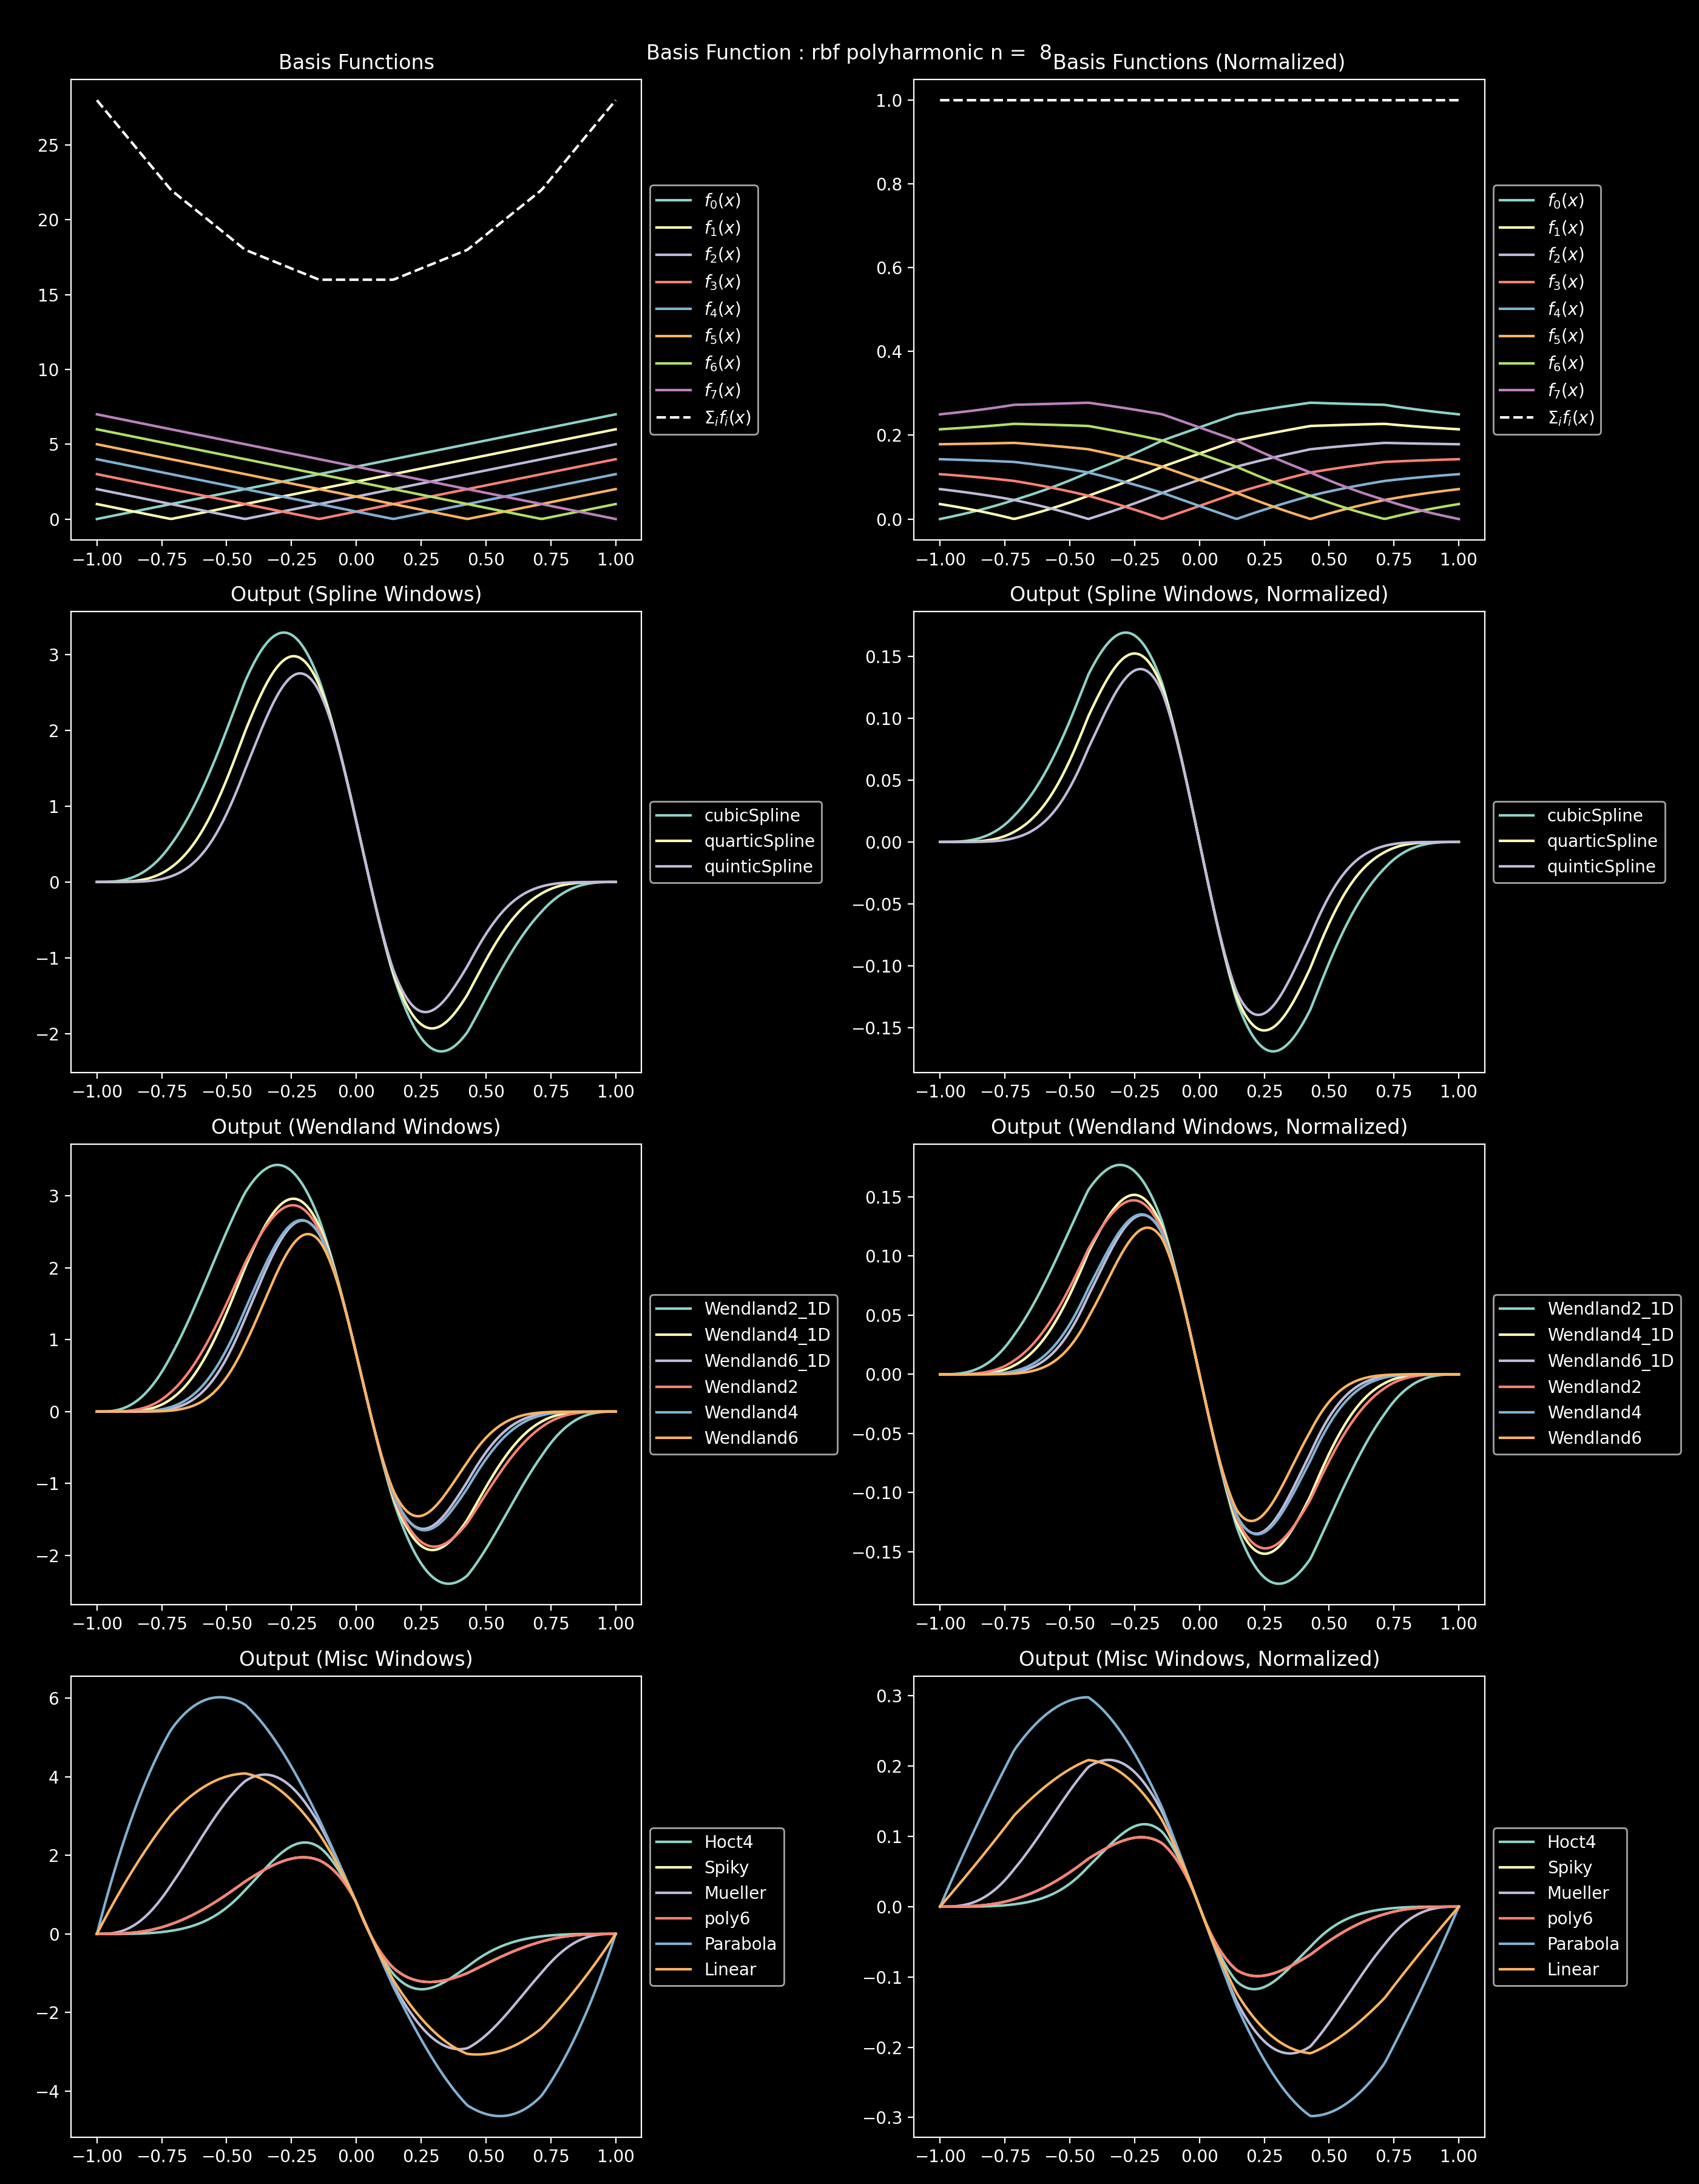 Basis Function : rbf polyharmonic n =  8
Basis Functions
25
20
15
10
5
0
−1.00 −0.75 −0.50 −0.25 0.00 0.25 0.50 0.75 1.00
f₀(x)
f₁(x)
f₂(x)
f₃(x)
f₄(x)
f₅(x)
f₆(x)
f₇(x)
Σᵢfᵢ(x)
Basis Functions (Normalized)
1.0
0.8
0.6
0.4
0.2
0.0
−1.00 −0.75 −0.50 −0.25 0.00 0.25 0.50 0.75 1.00
f₀(x)
f₁(x)
f₂(x)
f₃(x)
f₄(x)
f₅(x)
f₆(x)
f₇(x)
Σᵢfᵢ(x)
Output (Spline Windows)
3
2
1
0
−1
−2
−1.00 −0.75 −0.50 −0.25 0.00 0.25 0.50 0.75 1.00
cubicSpline
quarticSpline
quinticSpline
Output (Spline Windows, Normalized)
0.15
0.10
0.05
0.00
−0.05
−0.10
−0.15
−1.00 −0.75 −0.50 −0.25 0.00 0.25 0.50 0.75 1.00
cubicSpline
quarticSpline
quinticSpline
Output (Wendland Windows)
3
2
1
0
−1
−2
−1.00 −0.75 −0.50 −0.25 0.00 0.25 0.50 0.75 1.00
Wendland2_1D
Wendland4_1D
Wendland6_1D
Wendland2
Wendland4
Wendland6
Output (Wendland Windows, Normalized)
0.15
0.10
0.05
0.00
−0.05
−0.10
−0.15
−1.00 −0.75 −0.50 −0.25 0.00 0.25 0.50 0.75 1.00
Wendland2_1D
Wendland4_1D
Wendland6_1D
Wendland2
Wendland4
Wendland6
Output (Misc Windows)
6
4
2
0
−2
−4
−1.00 −0.75 −0.50 −0.25 0.00 0.25 0.50 0.75 1.00
Hoct4
Spiky
Mueller
poly6
Parabola
Linear
Output (Misc Windows, Normalized)
0.3
0.2
0.1
0.0
−0.1
−0.2
−0.3
−1.00 −0.75 −0.50 −0.25 0.00 0.25 0.50 0.75 1.00
Hoct4
Spiky
Mueller
poly6
Parabola
Linear